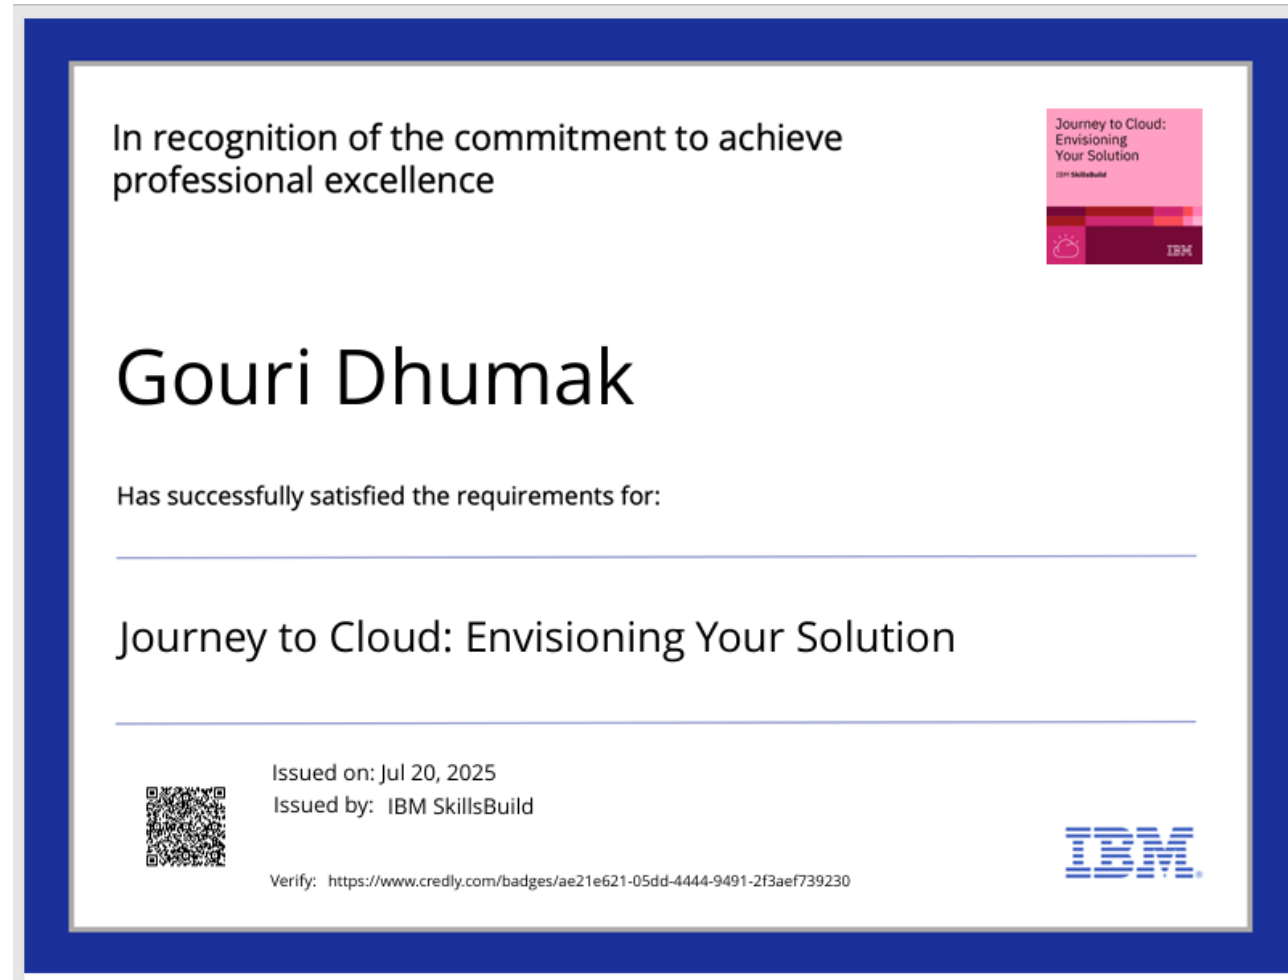 In recognition of the commitment to achieve
professional excellence
Journey to Cloud:
Envisioning
Your Solution
IBM SkillsBuild
IBM
Gouri Dhumak
Has successfully satisfied the requirements for:
Journey to Cloud: Envisioning Your Solution
Issued on: Jul 20, 2025
Issued by: IBM SkillsBuild
IBM®
Verify: https://www.credly.com/badges/ae21e621-05dd-4444-9491-2f3aef739230